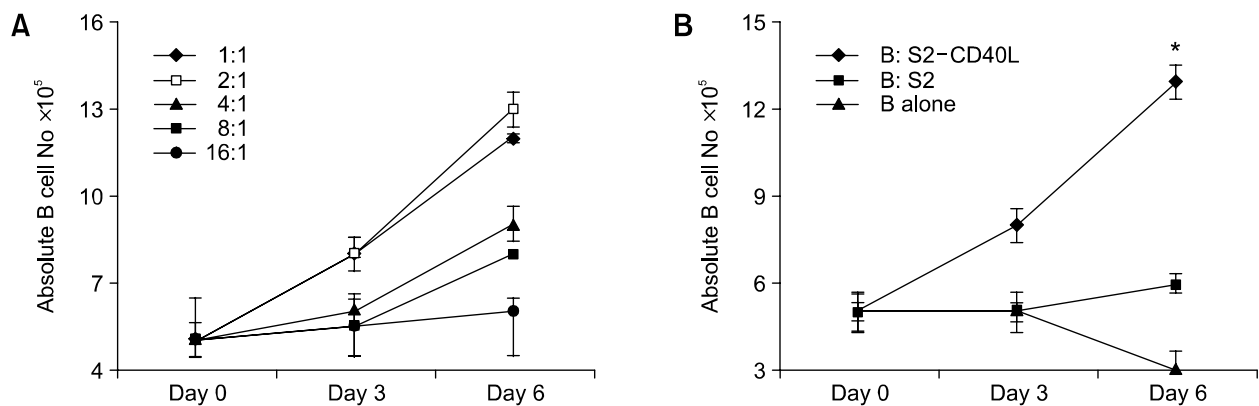 A
Absolute B cell No ×10⁵
16
13
10
7
4
1:1
2:1
4:1
8:1
16:1
Day 0
Day 3
Day 6
B
Absolute B cell No ×10⁵
15
12
9
6
3
B: S2−CD40L
B: S2
B alone
*
Day 0
Day 3
Day 6